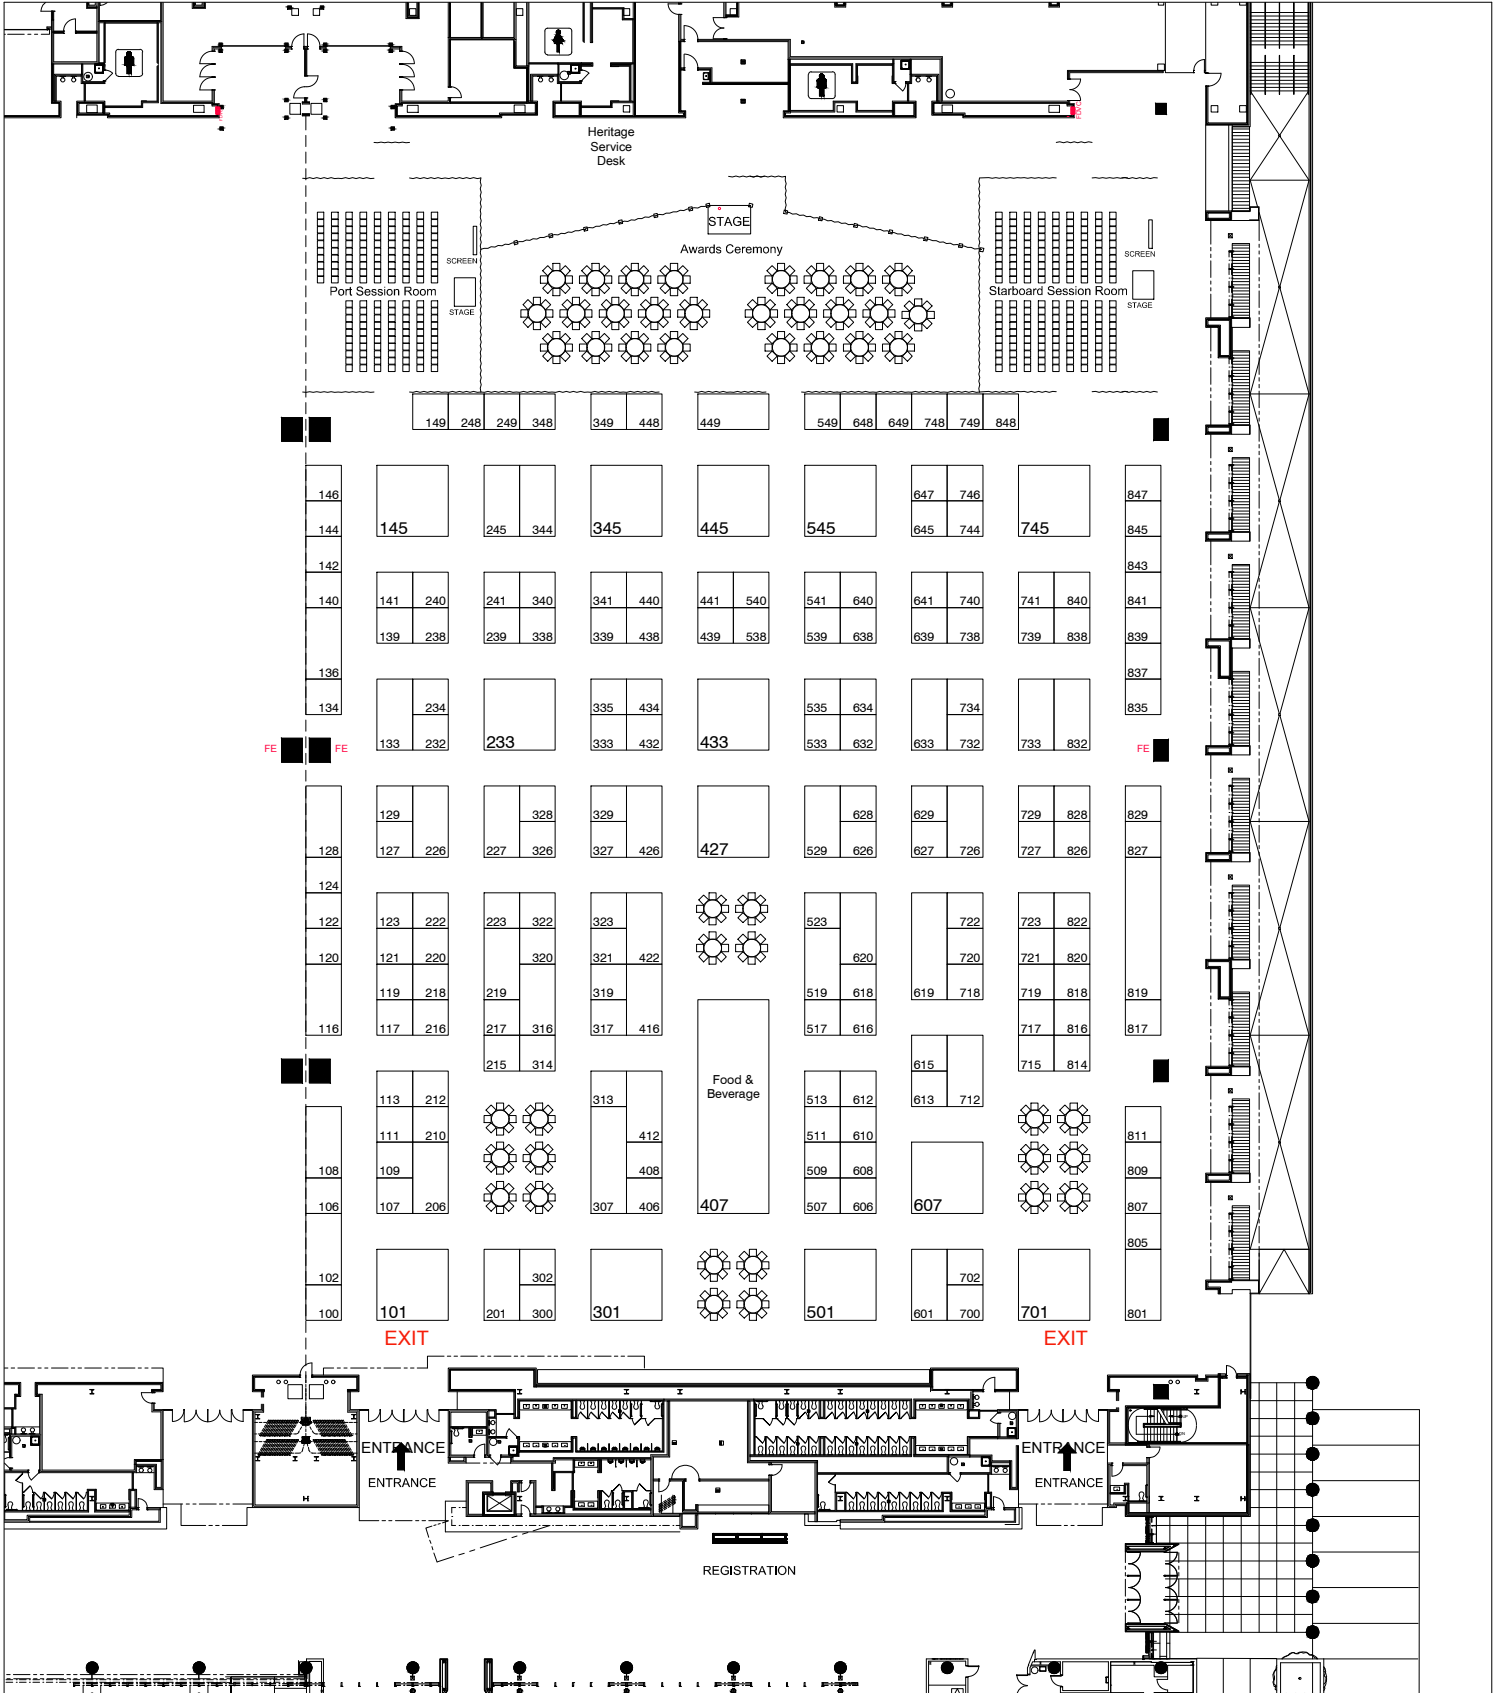 Heritage
Service
Desk
STAGE
Awards Ceremony
SCREEN
SCREEN
Port Session Room
Starboard Session Room
STAGE
STAGE
149 248 249 348 349 448 449 549 648 649 748 749 848
146 647 746 847
144 145 245 344 345 445 545 645 744 745 845
142 843
140 141 240 241 340 341 440 441 540 541 640 641 740 741 840 841
139 238 239 338 339 438 439 538 539 638 639 738 739 838 839
136 837
134 234 335 434 535 634 734 835
133 232 233 333 432 433 533 632 633 732 733 832
FE FE FE
129 328 329 628 629 729 828 829
128 127 226 227 326 327 426 427 529 626 627 726 727 826 827
124
122 123 222 223 322 323 523 722 723 822
120 121 220 320 321 422 620 720 721 820
119 218 219 319 519 618 619 718 719 818 819
116 117 216 217 316 317 416 517 616 717 816 817
215 314 615 715 814
Food &
Beverage
113 212 313 513 612 613 712
111 210 412 511 610 811
108 109 408 509 608 809
106 107 206 307 406 407 507 606 607 807
805
102 302 702
100 101 201 300 301 501 601 700 701 801
EXIT EXIT
ENTRANCE ENTRANCE
ENTRANCE ENTRANCE
REGISTRATION